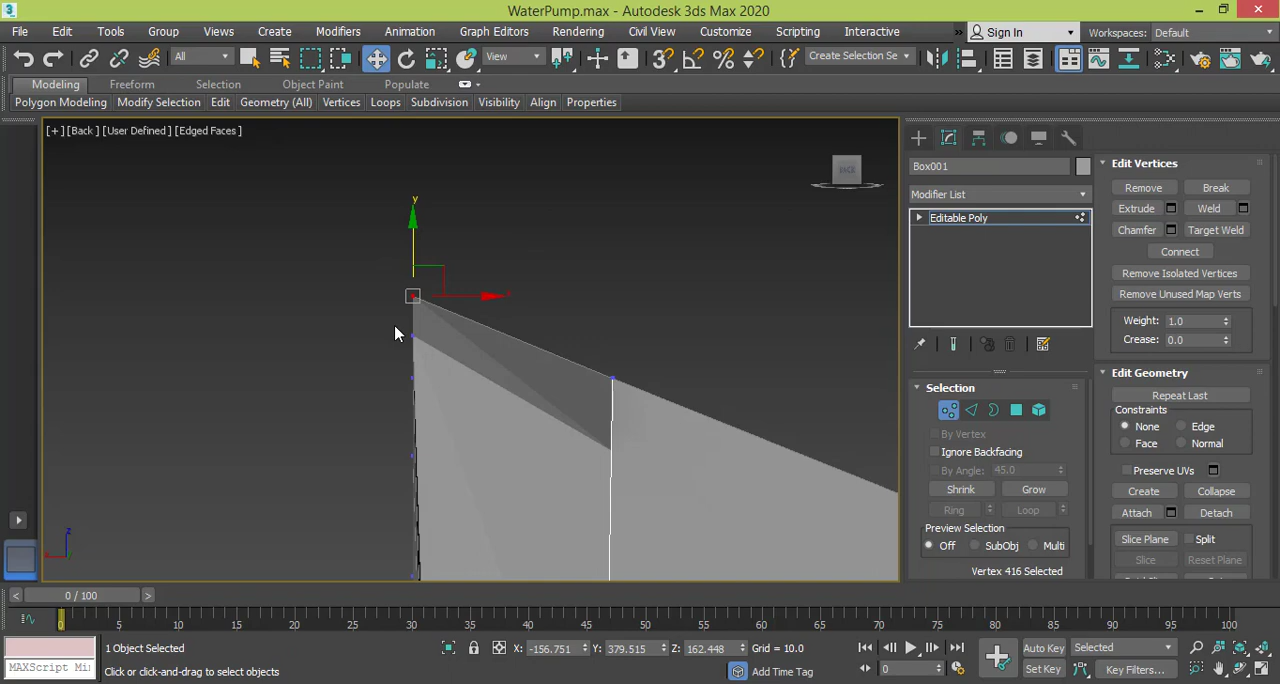 WaterPump.max - Autodesk 3ds Max 2020
File Edit Tools Group Views Create Modifiers Animation Graph Editors Rendering Civil View Customize Scripting Interactive » Sign In Workspaces: Default
All View Create Selection Se
Modeling Freeform Selection Object Paint Populate
Polygon Modeling Modify Selection Edit Geometry (All) Vertices Loops Subdivision Visibility Align Properties
[+] [Back] [User Defined] [Edged Faces]
y
x
z
Box001
Modifier List
Editable Poly
Selection
By Vertex
Ignore Backfacing
By Angle: 45.0
Shrink Grow
Ring Loop
Preview Selection
Off SubObj Multi
Vertex 416 Selected
Edit Vertices
Remove Break
Extrude Weld
Chamfer Target Weld
Connect
Remove Isolated Vertices
Remove Unused Map Verts
Weight: 1.0
Crease: 0.0
Edit Geometry
Repeat Last
Constraints
None Edge
Face Normal
Preserve UVs
Create Collapse
Attach Detach
Slice Plane Split
Slice Reset Plane
< 0 / 100 >
0 5 10 15 20 25 30 35 40 45 50 55 60 65 70 75 80 85 90 95 100
MAXScript Mi
1 Object Selected
Click or click-and-drag to select objects
X: -156.751 Y: 379.515 Z: 162.448 Grid = 10.0
Add Time Tag
0
Auto Key Selected
Set Key Key Filters...